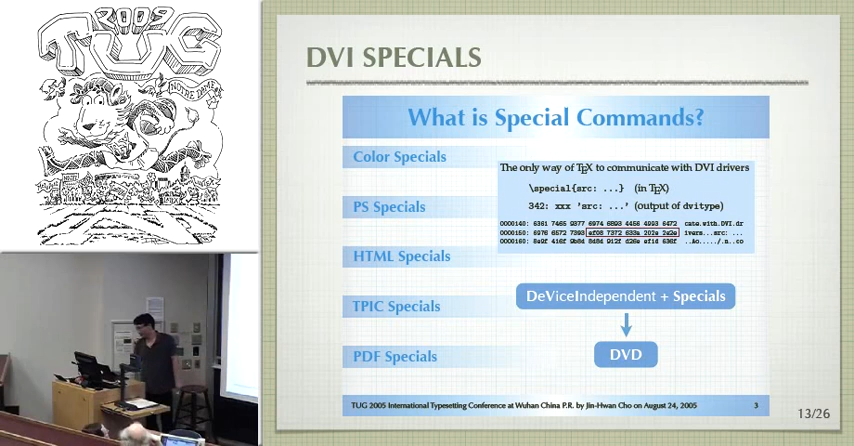 2009
TUG
NOTRE DAME
DVI SPECIALS
What is Special Commands?
Color Specials
PS Specials
HTML Specials
TPIC Specials
PDF Specials
The only way of TEX to communicate with DVI drivers
\special{src: ...} (in TEX)
342: xxx 'src: ...' (output of dvitype)
DeViceIndependent + Specials
DVD
TUG 2005 International Typesetting Conference at Wuhan China P.R. by Jin-Hwan Cho on August 24, 2005 3
13/26